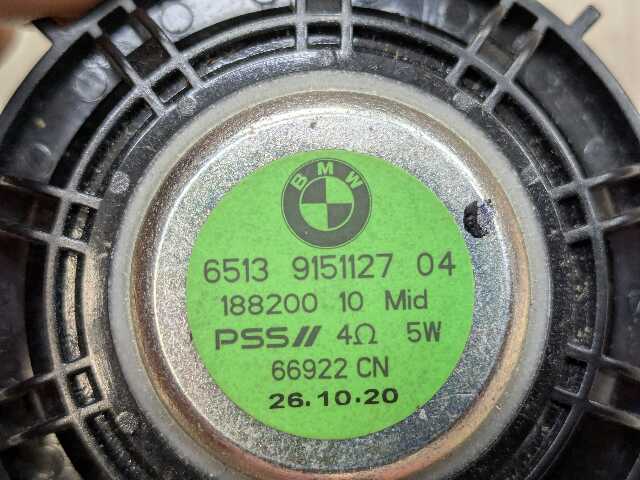 BMW
6513 9151127 04
188200 10 Mid
PSS// 4Ω 5W
66922 CN
26.10.20